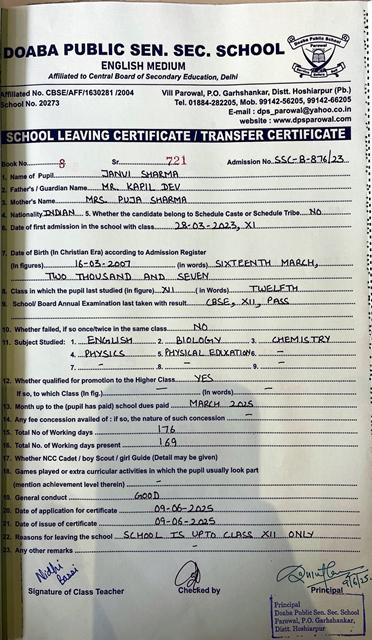 DOABA PUBLIC SEN. SEC. SCHOOL
ENGLISH MEDIUM
Affiliated to Central Board of Secondary Education, Delhi
Affiliated No. CBSE/AFF/1630281 /2004
School No. 20273
Vill Parowal, P.O. Garhshankar, Distt. Hoshiarpur (Pb.)
Tel. 01884-282205, Mob. 99142-56205, 99142-66205
E-mail : dps_parowal@yahoo.co.in
website : www.dpsparowal.com
SCHOOL LEAVING CERTIFICATE / TRANSFER CERTIFICATE
Book No. 8 Sr. 721 Admission No. SSC-B-876/23
1. Name of Pupil JANVI SHARMA
2. Father's / Guardian Name MR. KAPIL DEV
3. Mother's Name MRS. PUJA SHARMA
4. Nationality INDIAN 5. Whether the candidate belong to Schedule Caste or Schedule Tribe NO
6. Date of first admission in the school with class 28-03-2023, XI
7. Date of Birth (In Christian Era) according to Admission Register
(In figures) 16-03-2007 (in words) SIXTEENTH MARCH,
TWO THOUSAND AND SEVEN
8. Class in which the pupil last studied (in figure) XII ( in Words) TWELFTH
9. School/ Board Annual Examination last taken with result CBSE, XII, PASS
10. Whether failed, if so once/twice in the same class NO
11. Subject Studied: 1. ENGLISH 2. BIOLOGY 3. CHEMISTRY
4. PHYSICS 5. PHYSICAL EDUCATION 6. –
7. – 8. – 9. –
12. Whether qualified for promotion to the Higher Class YES
If so, to which Class (in fig.) – (In words) –
13. Month up to the (pupil has paid) school dues paid MARCH 2025
14. Any fee concession availed of : if so, the nature of such concession –
15. Total No of Working days 176
16. Total No. of Working days present 169
17. Whether NCC Cadet / boy Scout / girl Guide (Detail may be given)
18. Games played or extra curricular activities in which the pupil usually look part
(mention achievement level therein) –
19. General conduct GOOD
20. Date of application for certificate 09-06-2025
21. Date of issue of certificate 09-06-2025
22. Reasons for leaving the school SCHOOL IS UPTO CLASS XII ONLY
23. Any other remarks –
Nidhi
Bassi
Signature of Class Teacher
Checked by
9/6/25.
Principal
Principal
Doaba Public Sen. Sec. School
Parowal, P.O. Garhshankar,
Distt. Hoshiarpur